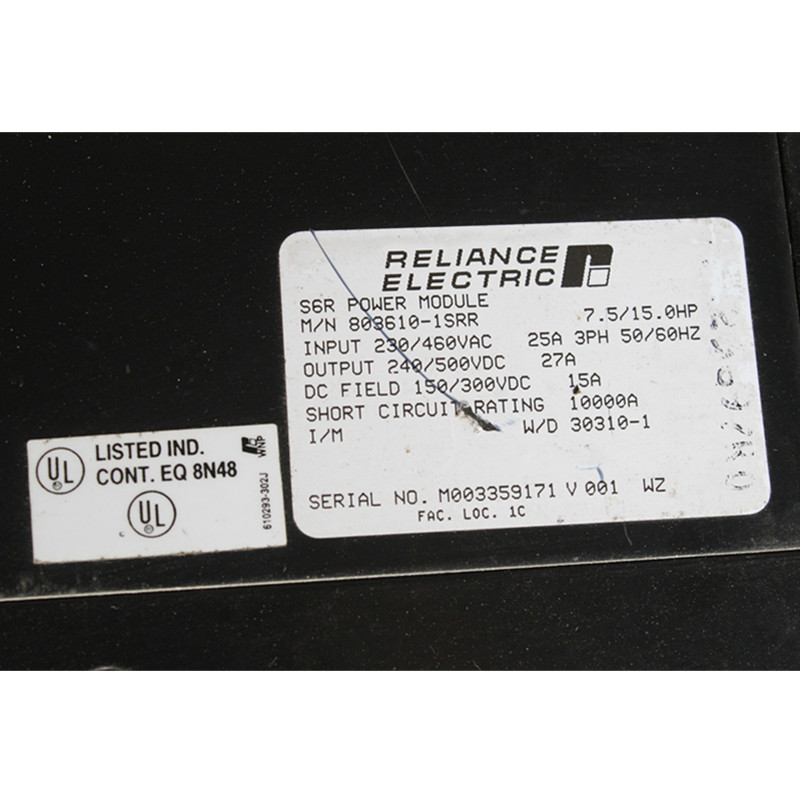 RELIANCE
ELECTRIC
S6R POWER MODULE
M/N 803610-1SRR 7.5/15.0HP
INPUT 230/460VAC 25A 3PH 50/60HZ
OUTPUT 240/500VDC 27A
DC FIELD 150/300VDC 15A
SHORT CIRCUIT RATING 10000A
I/M W/D 30310-1
SERIAL NO. M003359171 V 001 WZ
FAC. LOC. 1C
UL LISTED IND.
CONT. EQ 8N48
UL
WNP
610293-302J